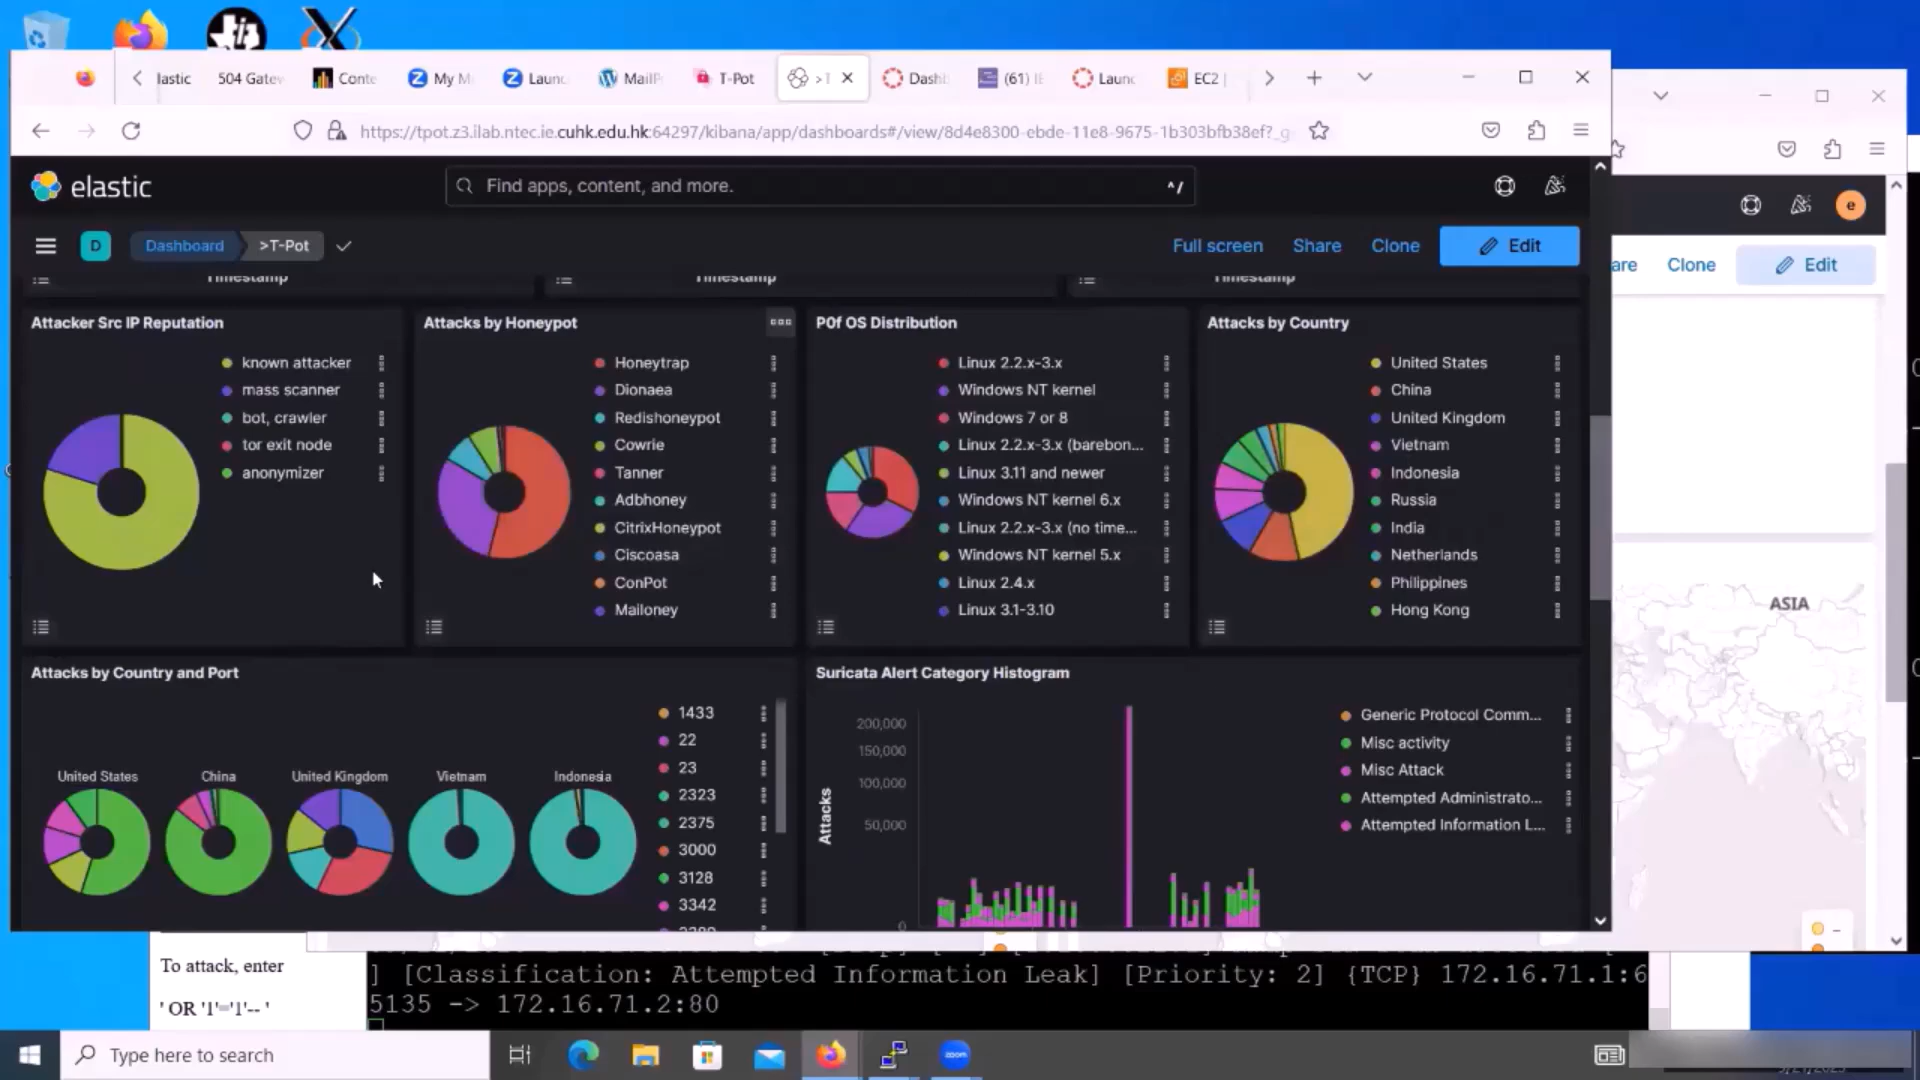 lastic
504 Gatev
Conte
My M
Launc
MailP
T-Pot
>T
Dashb
(61) IE
Launc
EC2 |
https://tpot.z3.ilab.ntec.ie.cuhk.edu.hk:64297/kibana/app/dashboards#/view/8d4e8300-ebde-11e8-9675-1b303bfb38ef?_g
elastic
Find apps, content, and more.
^/
e
D
Dashboard
>T-Pot
Full screen
Share
Clone
Edit
are
Clone
Edit
Timestamp
Timestamp
Timestamp
Attacker Src IP Reputation
known attacker
mass scanner
bot, crawler
tor exit node
anonymizer
Attacks by Honeypot
Honeytrap
Dionaea
Redishoneypot
Cowrie
Tanner
Adbhoney
CitrixHoneypot
Ciscoasa
ConPot
Mailoney
P0f OS Distribution
Linux 2.2.x-3.x
Windows NT kernel
Windows 7 or 8
Linux 2.2.x-3.x (barebon...
Linux 3.11 and newer
Windows NT kernel 6.x
Linux 2.2.x-3.x (no time...
Windows NT kernel 5.x
Linux 2.4.x
Linux 3.1-3.10
Attacks by Country
United States
China
United Kingdom
Vietnam
Indonesia
Russia
India
Netherlands
Philippines
Hong Kong
ASIA
Attacks by Country and Port
United States
China
United Kingdom
Vietnam
Indonesia
1433
22
23
2323
2375
3000
3128
3342
Suricata Alert Category Histogram
Attacks
200,000
150,000
100,000
50,000
0
Generic Protocol Comm...
Misc activity
Misc Attack
Attempted Administrato...
Attempted Information L...
To attack, enter
' OR '1'='1'-- '
] [Classification: Attempted Information Leak] [Priority: 2] {TCP} 172.16.71.1:6
5135 -> 172.16.71.2:80
Type here to search
zoom